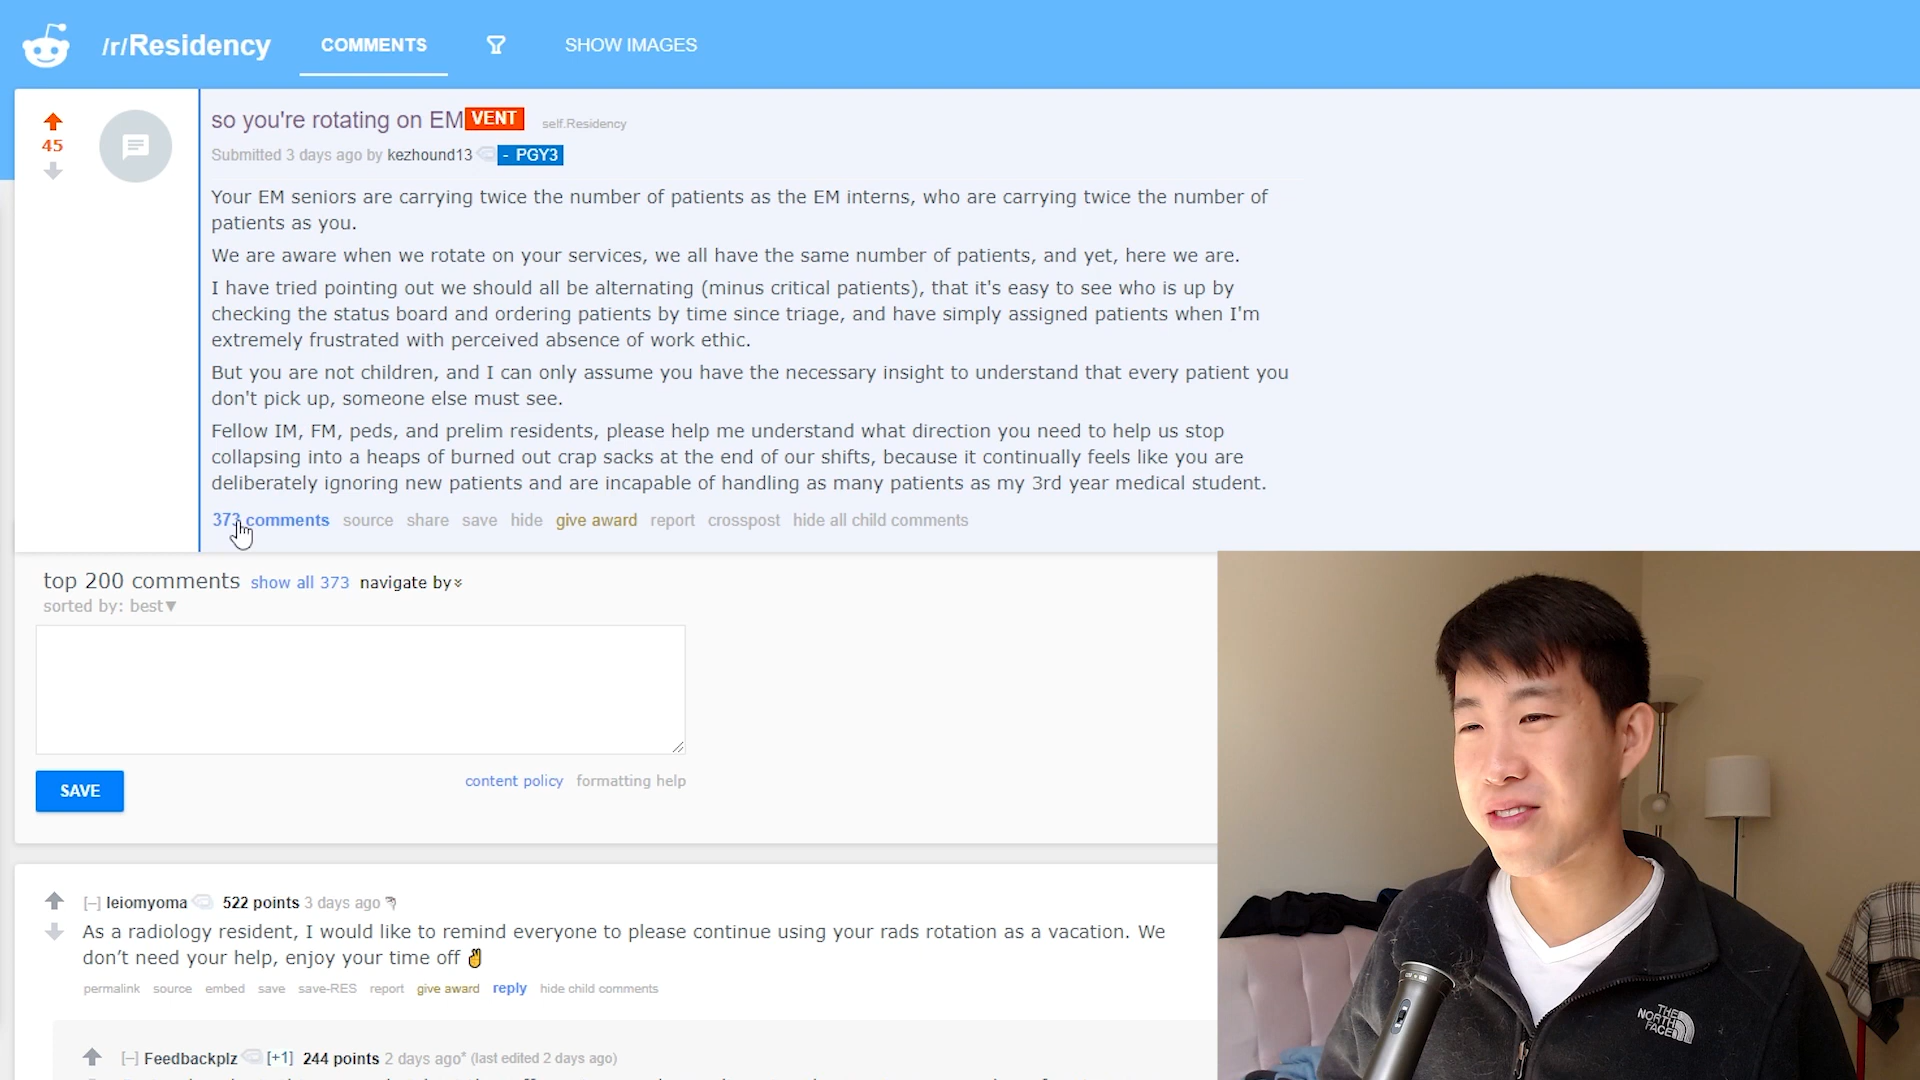 /r/Residency COMMENTS SHOW IMAGES
so you're rotating on EM VENT self.Residency
45
Submitted 3 days ago by kezhound13 - PGY3
Your EM seniors are carrying twice the number of patients as the EM interns, who are carrying twice the number of
patients as you.
We are aware when we rotate on your services, we all have the same number of patients, and yet, here we are.
I have tried pointing out we should all be alternating (minus critical patients), that it's easy to see who is up by
checking the status board and ordering patients by time since triage, and have simply assigned patients when I'm
extremely frustrated with perceived absence of work ethic.
But you are not children, and I can only assume you have the necessary insight to understand that every patient you
don't pick up, someone else must see.
Fellow IM, FM, peds, and prelim residents, please help me understand what direction you need to help us stop
collapsing into a heaps of burned out crap sacks at the end of our shifts, because it continually feels like you are
deliberately ignoring new patients and are incapable of handling as many patients as my 3rd year medical student.
373 comments source share save hide give award report crosspost hide all child comments
top 200 comments show all 373 navigate by
sorted by: best▼
SAVE content policy formatting help
[–] leiomyoma 522 points 3 days ago
As a radiology resident, I would like to remind everyone to please continue using your rads rotation as a vacation. We
don’t need your help, enjoy your time off ✌
permalink source embed save save-RES report give award reply hide child comments
[–] Feedbackplz [+1] 244 points 2 days ago* (last edited 2 days ago)
THE
NORTH
FACE